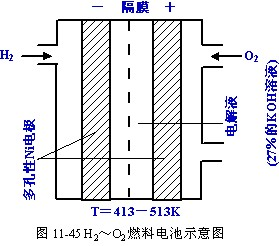 － 隔膜 ＋
H₂
O₂
多孔性Ni电极
电解液
(27%的KOH溶液)
T＝413－513K
图 11-45 H₂～O₂燃料电池示意图